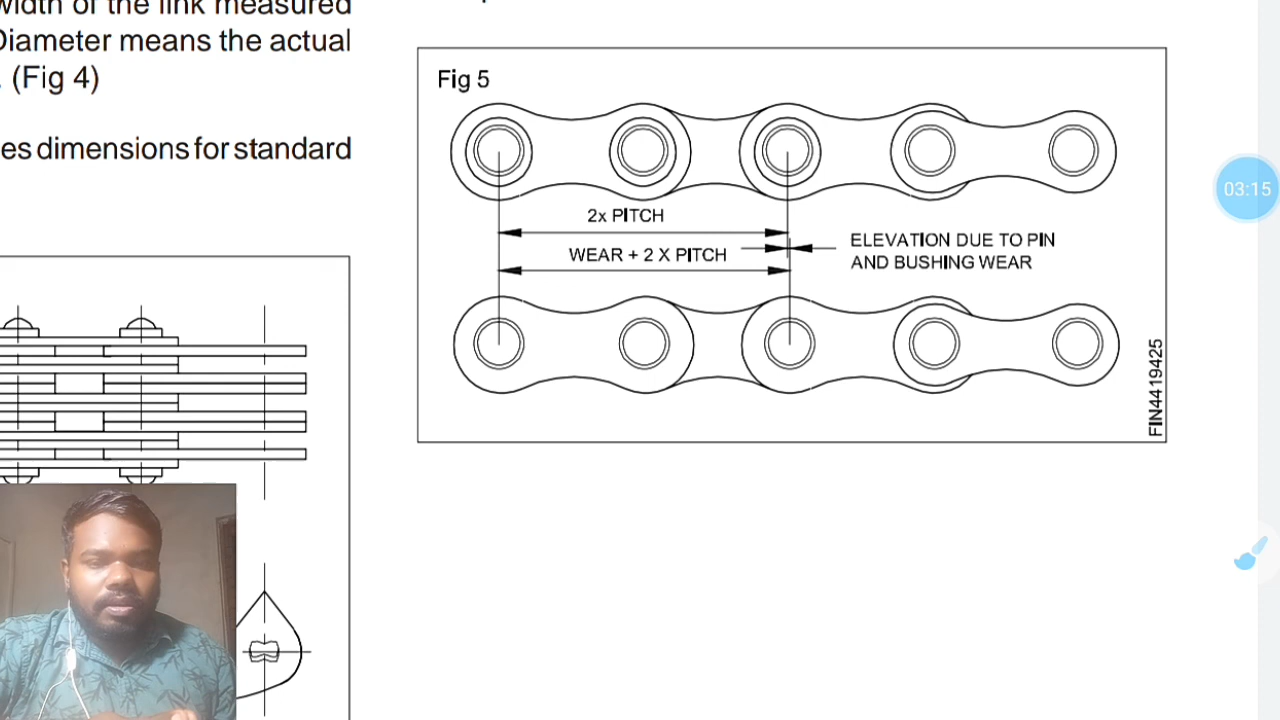 width of the link measured
Diameter means the actual
. (Fig 4)
es dimensions for standard
Fig 5
2x PITCH
WEAR + 2 X PITCH
ELEVATION DUE TO PIN
AND BUSHING WEAR
FIN4419425
03:15